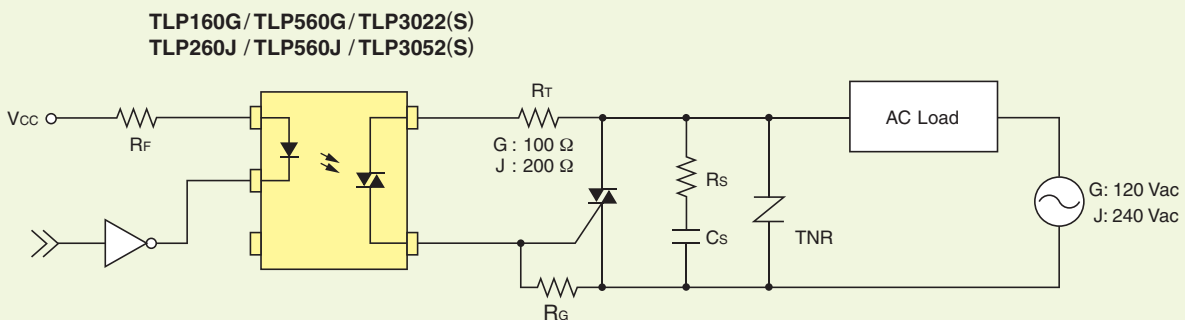 TLP160G/TLP560G/TLP3022(S)
TLP260J /TLP560J /TLP3052(S)
VCC
RF
RT
G : 100 Ω
J : 200 Ω
RS
CS
TNR
RG
AC Load
G: 120 Vac
J: 240 Vac